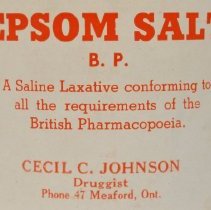 EPSOM SALT
B. P.
A Saline Laxative conforming to
all the requirements of the
British Pharmacopoeia.
CECIL C. JOHNSON
Druggist
Phone 47 Meaford, Ont.